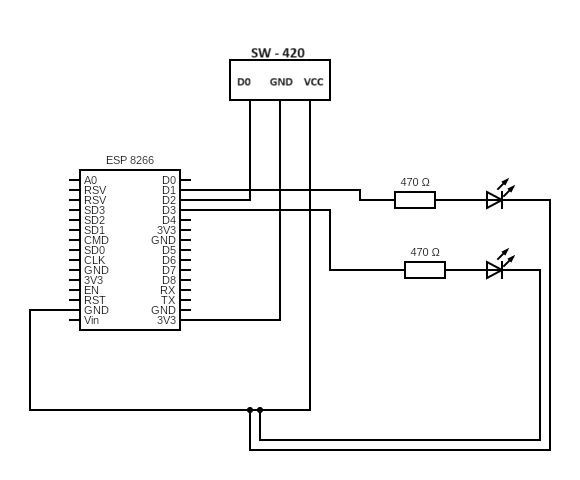 SW - 420
D0 GND VCC
ESP 8266
A0 D0
RSV D1
RSV D2
SD3 D3
SD2 D4
SD1 3V3
CMD GND
SD0 D5
CLK D6
GND D7
3V3 D8
EN RX
RST TX
GND GND
Vin 3V3
470 Ω
470 Ω